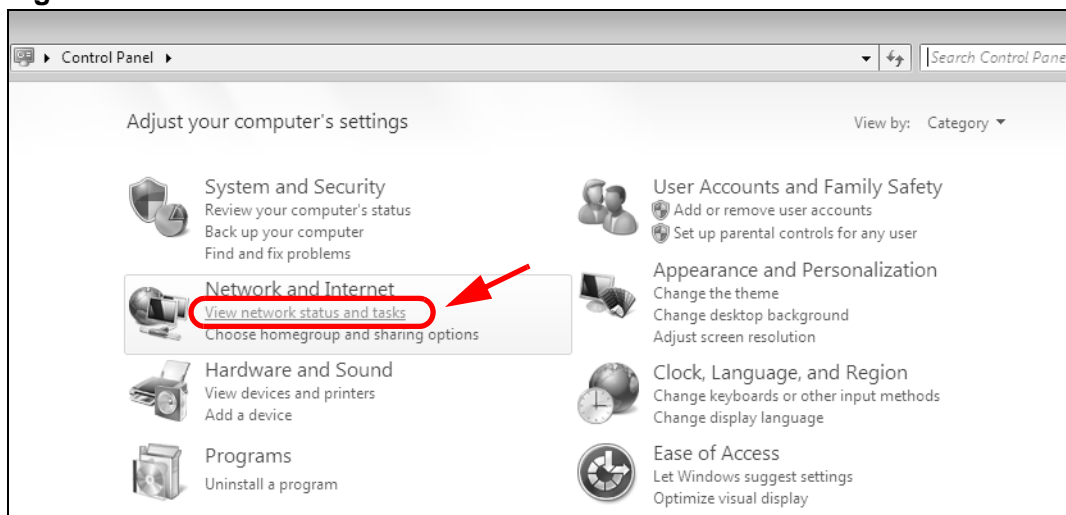 Control Panel
Search Control Pane
Adjust your computer's settings
View by: Category
System and Security
Review your computer's status
Back up your computer
Find and fix problems
Network and Internet
View network status and tasks
Choose homegroup and sharing options
Hardware and Sound
View devices and printers
Add a device
Programs
Uninstall a program
User Accounts and Family Safety
Add or remove user accounts
Set up parental controls for any user
Appearance and Personalization
Change the theme
Change desktop background
Adjust screen resolution
Clock, Language, and Region
Change keyboards or other input methods
Change display language
Ease of Access
Let Windows suggest settings
Optimize visual display